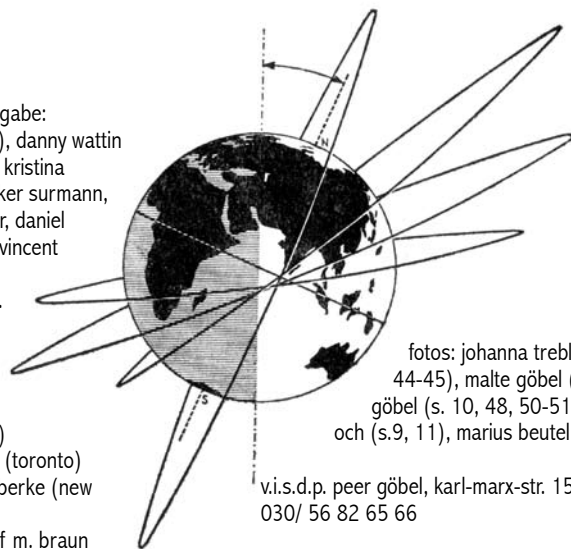 gabe:
), danny wattin
kristina
ker surmann,
r, daniel
vincent
.
)
(toronto)
perke (new
f m. braun
N
S
fotos: johanna trebl
44-45), malte göbel (
göbel (s. 10, 48, 50-51
och (s.9, 11), marius beutel
v.i.s.d.p. peer göbel, karl-marx-str. 15
030/ 56 82 65 66